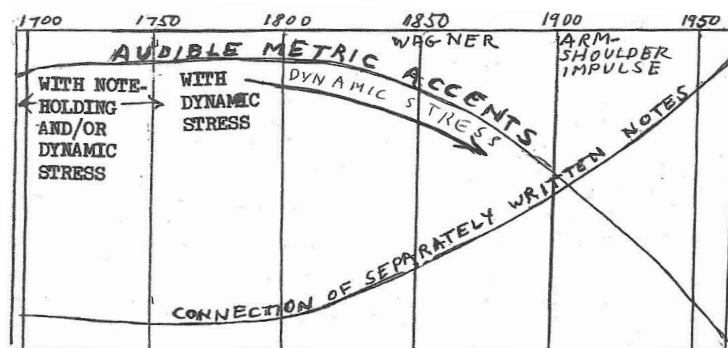 1700 1750 1800 1850 1900 1950
WAGNER
ARM-
SHOULDER
IMPULSE
AUDIBLE METRIC ACCENTS
WITH NOTE-
HOLDING
AND/OR
DYNAMIC
STRESS
WITH
DYNAMIC
STRESS
DYNAMIC STRESS
CONNECTION OF SEPARATELY WRITTEN NOTES